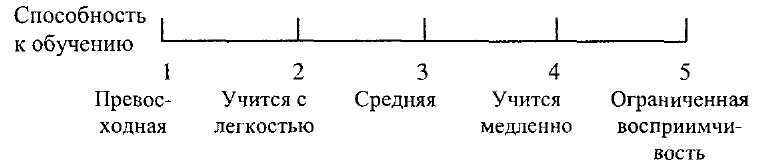 Способность
к обучению
1 2 3 4 5
Превос- Учится с Средняя Учится Ограниченная
ходная легкостью медленно восприимчи-
вость